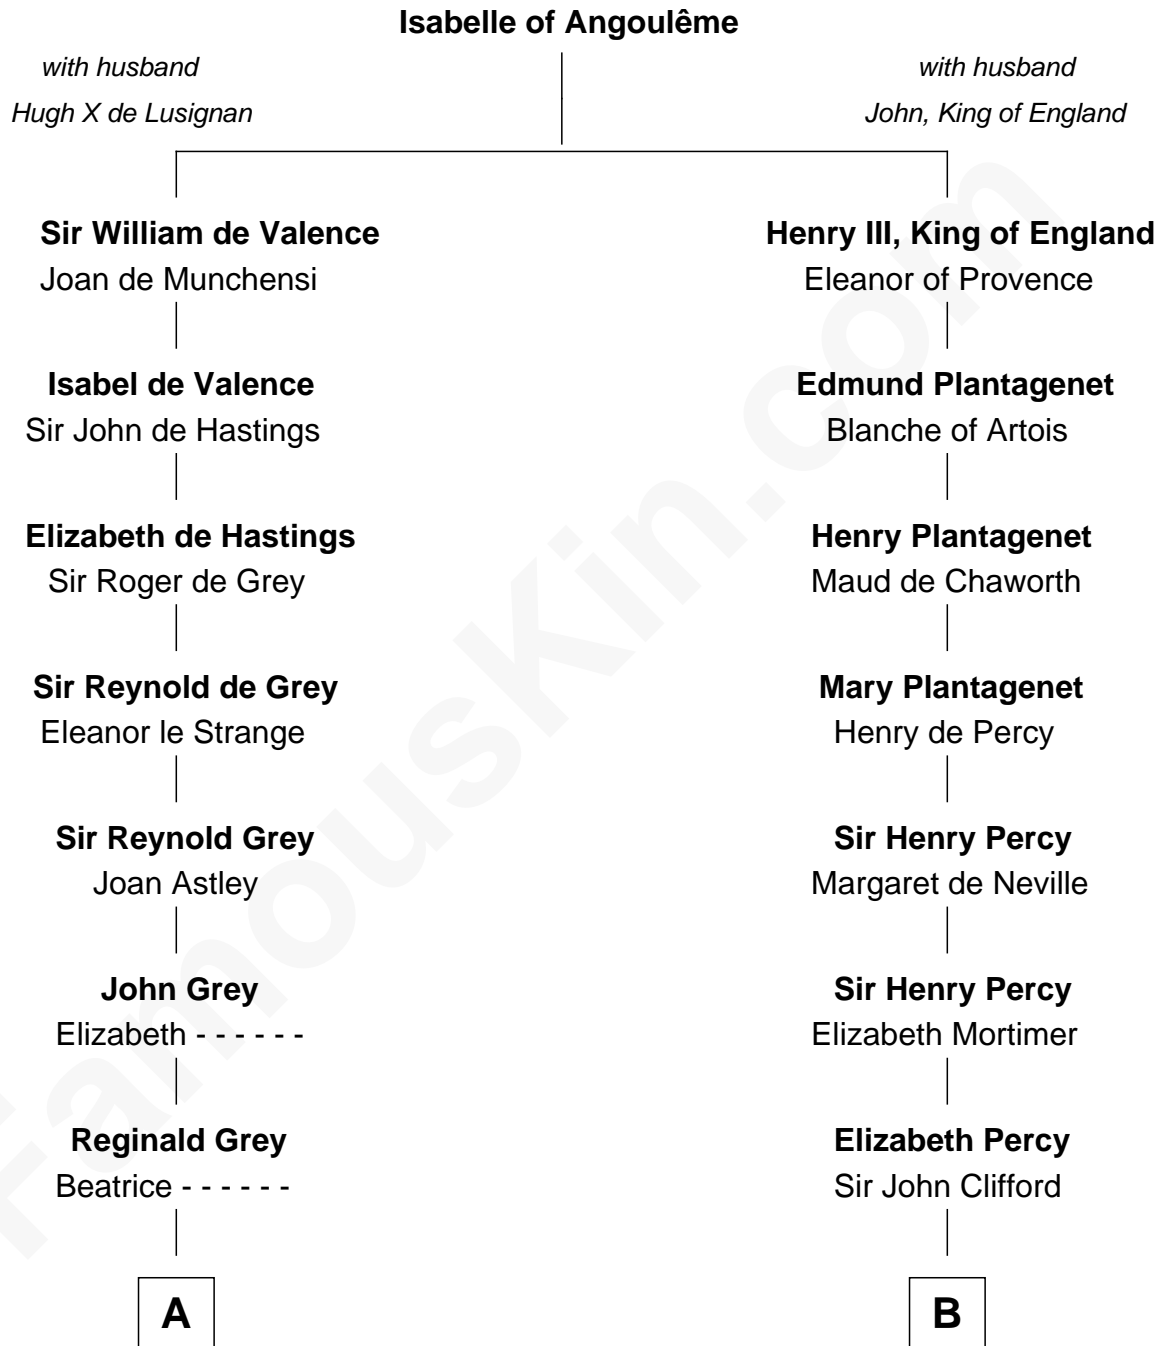 Isabelle of Angoulême
with husband
Hugh X de Lusignan
with husband
John, King of England
Sir William de Valence
Joan de Munchensi
Henry III, King of England
Eleanor of Provence
Isabel de Valence
Sir John de Hastings
Edmund Plantagenet
Blanche of Artois
Elizabeth de Hastings
Sir Roger de Grey
Henry Plantagenet
Maud de Chaworth
Sir Reynold de Grey
Eleanor le Strange
Mary Plantagenet
Henry de Percy
Sir Reynold Grey
Joan Astley
Sir Henry Percy
Margaret de Neville
John Grey
Elizabeth - - - - - -
Sir Henry Percy
Elizabeth Mortimer
Reginald Grey
Beatrice - - - - - -
Elizabeth Percy
Sir John Clifford
A
B
FamousKin.com